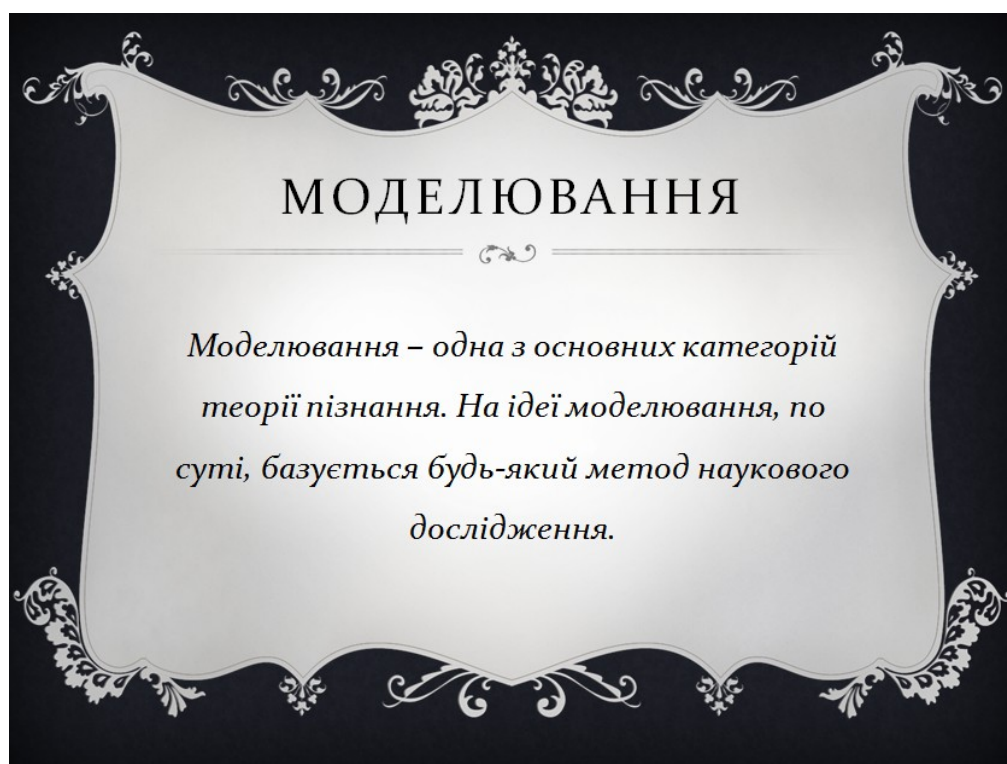 МОДЕЛЮВАННЯ
Моделювання – одна з основних категорій
теорії пізнання. На ідеї моделювання, по
суті, базується будь-який метод наукового
дослідження.